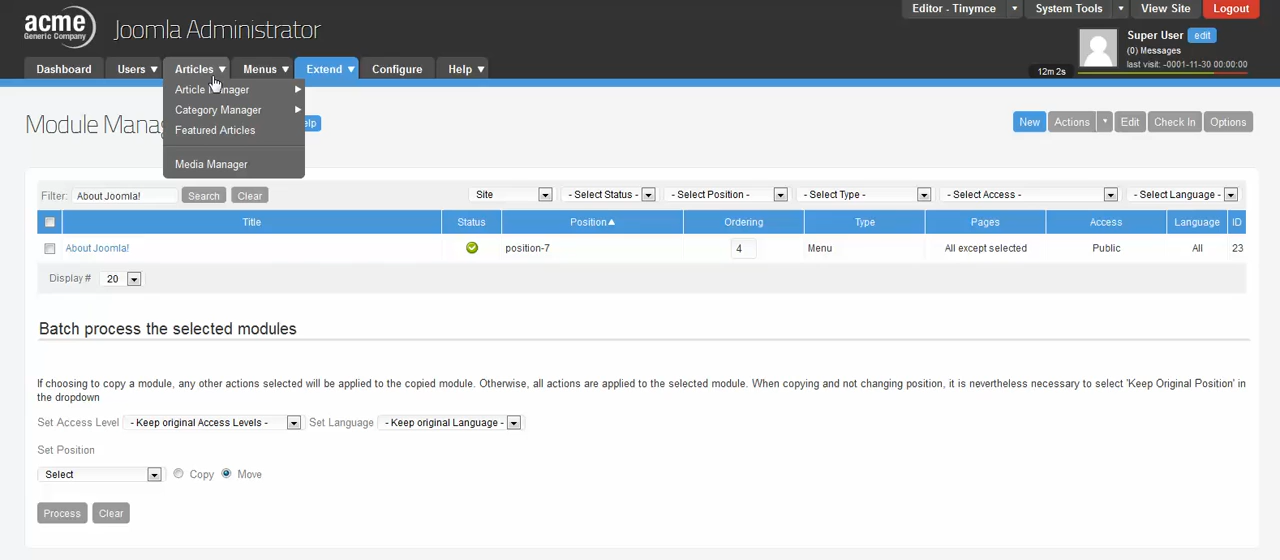 Editor - Tinymce System Tools View Site Logout
acme
Generic Company
Joomla Administrator
Super User edit
(0) Messages
last visit: -0001-11-30 00:00:00
12m 2s
Dashboard Users Articles Menus Extend Configure Help
Article Manager
Category Manager
Featured Articles
Media Manager
Module Mana
New Actions Edit Check In Options
Filter: About Joomla! Search Clear Site - Select Status - - Select Position - - Select Type - - Select Access - - Select Language -
Title Status Position Ordering Type Pages Access Language ID
About Joomla! position-7 4 Menu All except selected Public All 23
Display # 20
Batch process the selected modules
If choosing to copy a module, any other actions selected will be applied to the copied module. Otherwise, all actions are applied to the selected module. When copying and not changing position, it is nevertheless necessary to select 'Keep Original Position' in
the dropdown
Set Access Level - Keep original Access Levels - Set Language - Keep original Language -
Set Position
Select Copy Move
Process Clear